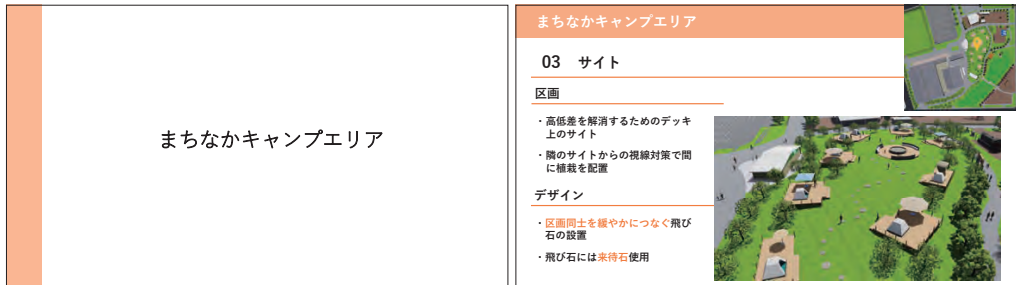 まちなかキャンプエリア
まちなかキャンプエリア
03 サイト
区画
・高低差を解消するためのデッキ
上のサイト
・隣のサイトからの視線対策で間
に植栽を配置
デザイン
・区画同士を緩やかにつなぐ飛び
石の設置
・飛び石には来待石使用